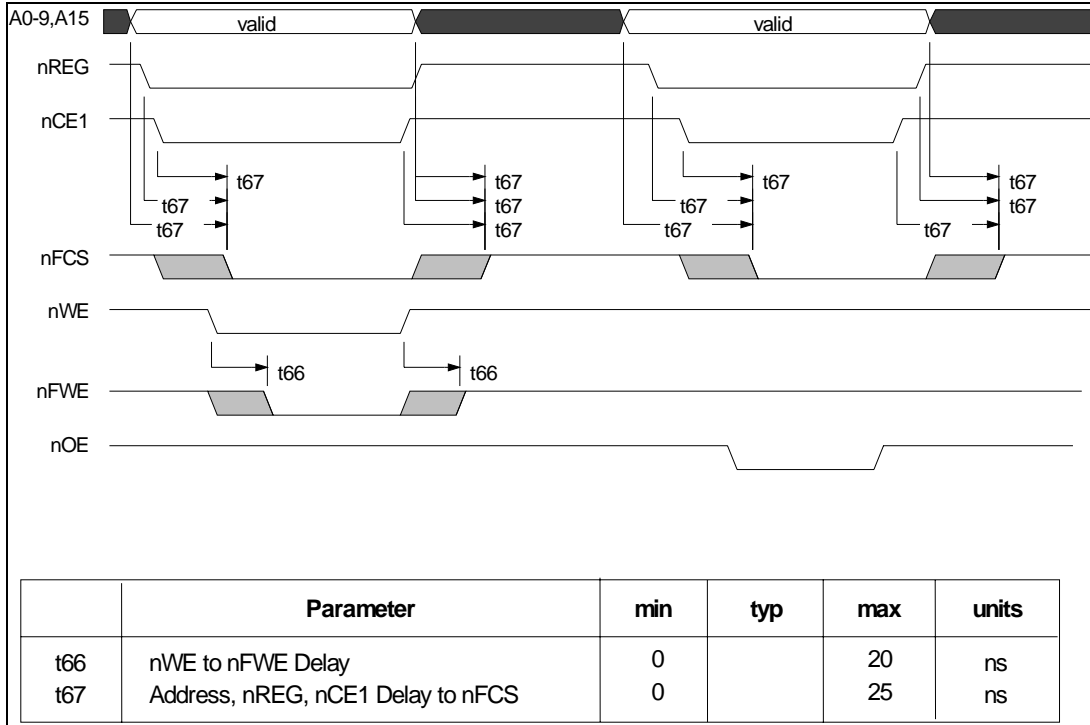 A0-9,A15 valid valid
nREG
nCE1
t67 t67 t67 t67
t67 t67 t67 t67
t67 t67 t67 t67
nFCS
nWE
t66 t66
nFWE
nOE
Parameter min typ max units
t66 nWE to nFWE Delay 0 20 ns
t67 Address, nREG, nCE1 Delay to nFCS 0 25 ns